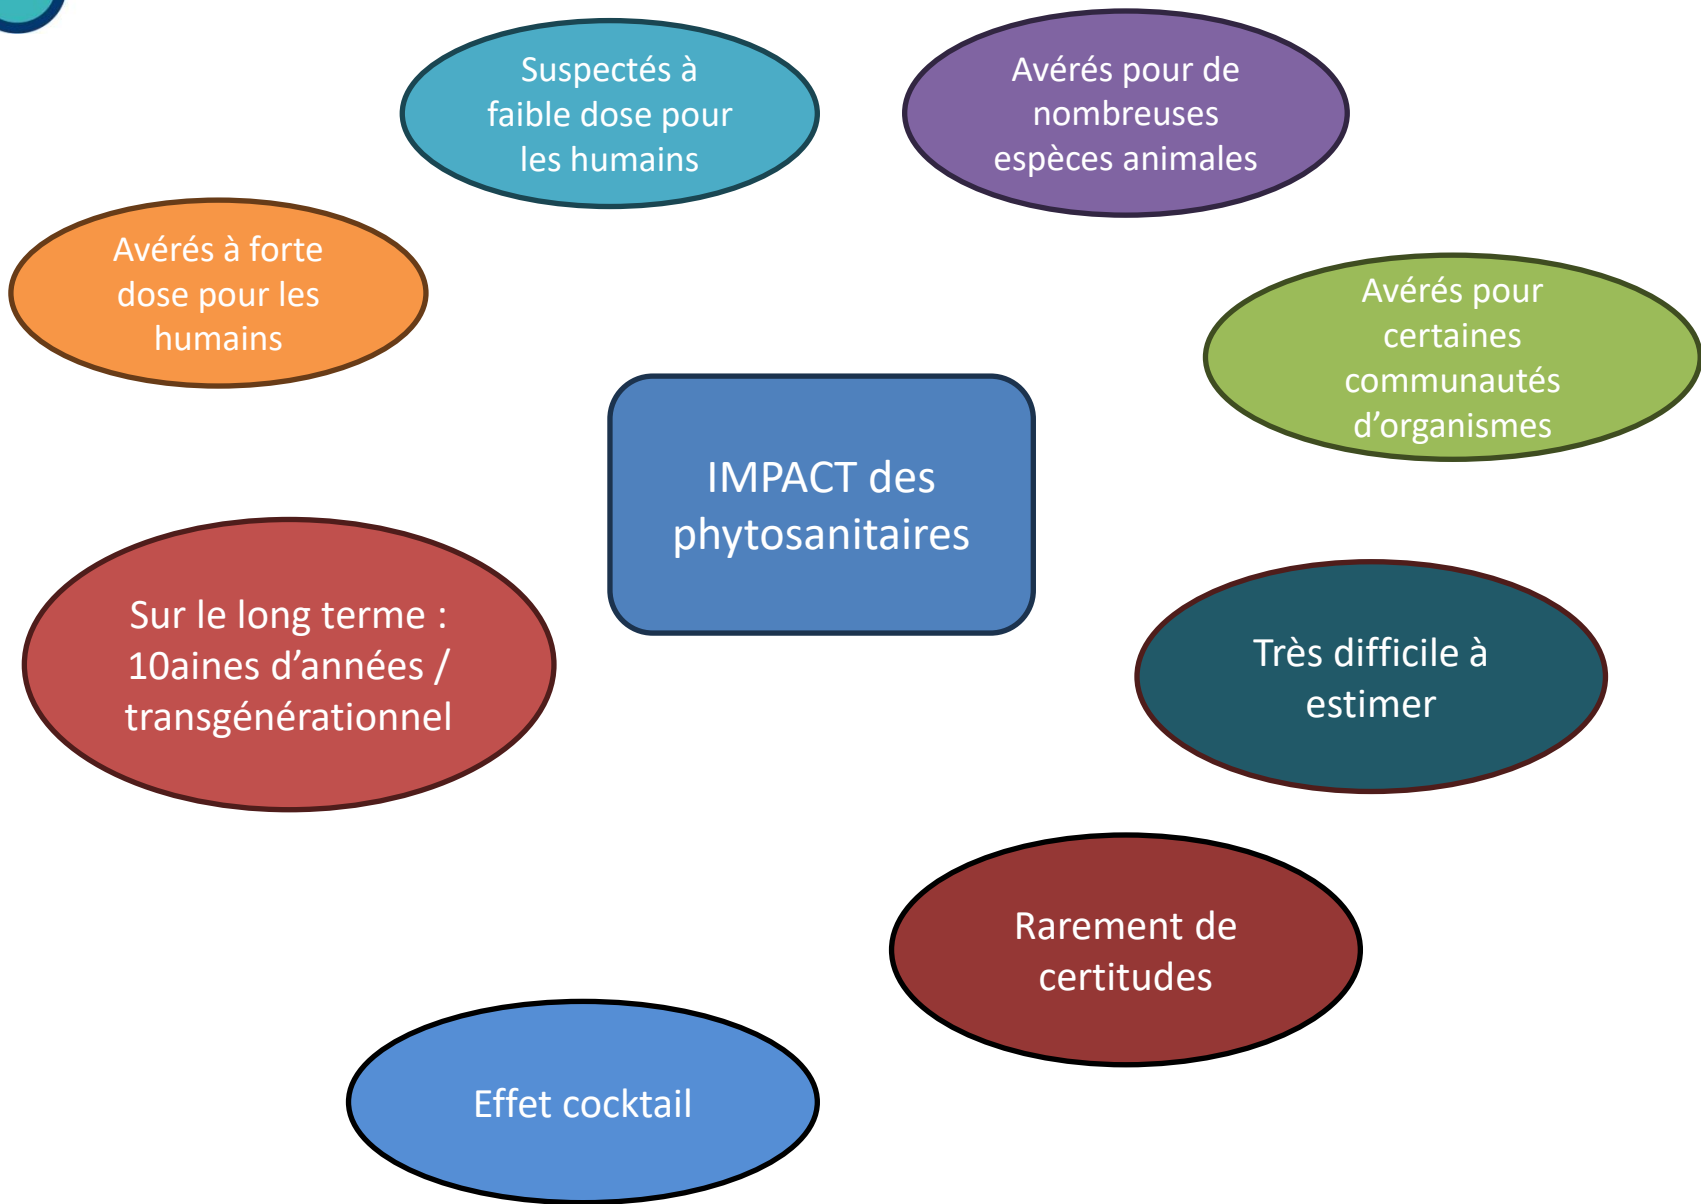 Suspectés à
faible dose pour
les humains
Avérés pour de
nombreuses
espèces animales
Avérés à forte
dose pour les
humains
Avérés pour
certaines
communautés
d’organismes
IMPACT des
phytosanitaires
Sur le long terme :
10aines d’années /
transgénérationnel
Très difficile à
estimer
Rarement de
certitudes
Effet cocktail